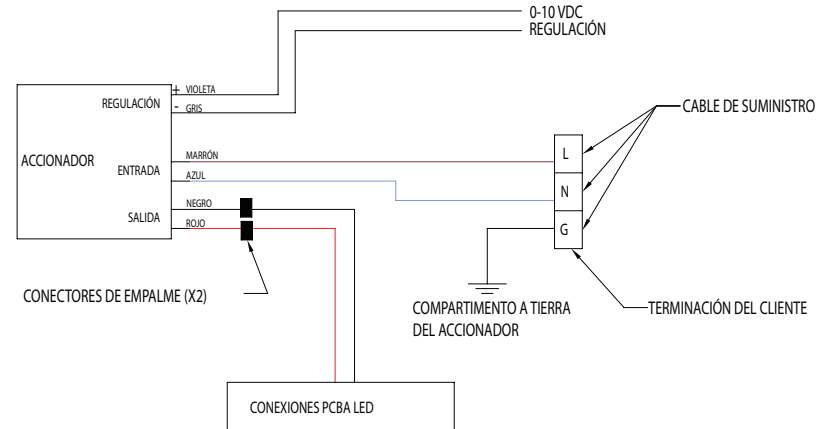 0-10 VDC
REGULACIÓN
+ VIOLETA
REGULACIÓN
- GRIS
CABLE DE SUMINISTRO
ACCIONADOR
MARRÓN
L
ENTRADA
AZUL
N
NEGRO
SALIDA
ROJO
G
CONECTORES DE EMPALME (X2)
COMPARTIMENTO A TIERRA
DEL ACCIONADOR
TERMINACIÓN DEL CLIENTE
CONEXIONES PCBA LED